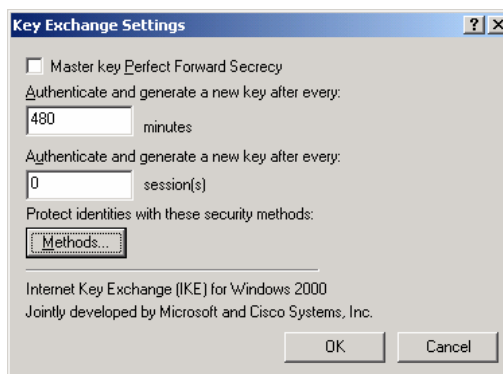 Key Exchange Settings
Master key Perfect Forward Secrecy
Authenticate and generate a new key after every:
480 minutes
Authenticate and generate a new key after every:
0 session(s)
Protect identities with these security methods:
Methods...
Internet Key Exchange (IKE) for Windows 2000
Jointly developed by Microsoft and Cisco Systems, Inc.
OK Cancel